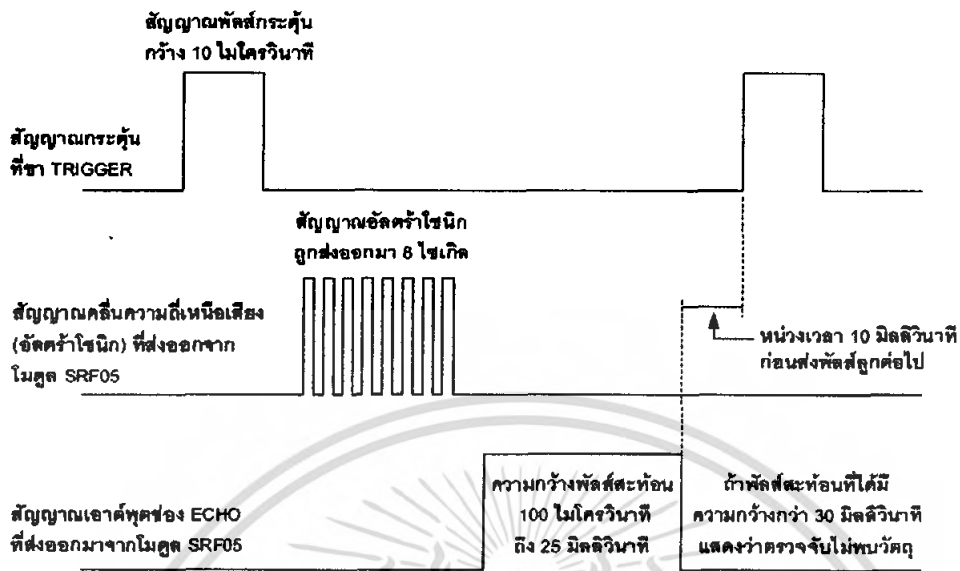 สัญญาณพัลส์กระตุ้น
กว้าง 10 ไมโครวินาที
สัญญาณกระตุ้น
ที่ขา TRIGGER
สัญญาณอัลตร้าโซนิก
ถูกส่งออกมา 8 ไซเกิล
สัญญาณคลื่นความถี่เหนือเสียง
(อัลตร้าโซนิก) ที่ส่งออกจาก
โมดูล SRF05
หน่วงเวลา 10 มิลลิวินาที
ก่อนส่งพัลส์ลูกต่อไป
สัญญาณเอาต์พุตช่อง ECHO
ที่ส่งออกมาจากโมดูล SRF05
ความกว้างพัลส์สะท้อน
100 ไมโครวินาที
ถึง 25 มิลลิวินาที
ถ้าพัลส์สะท้อนที่ได้มี
ความกว้างกว่า 30 มิลลิวินาที
แสดงว่าตรวจจับไม่พบวัตถุ